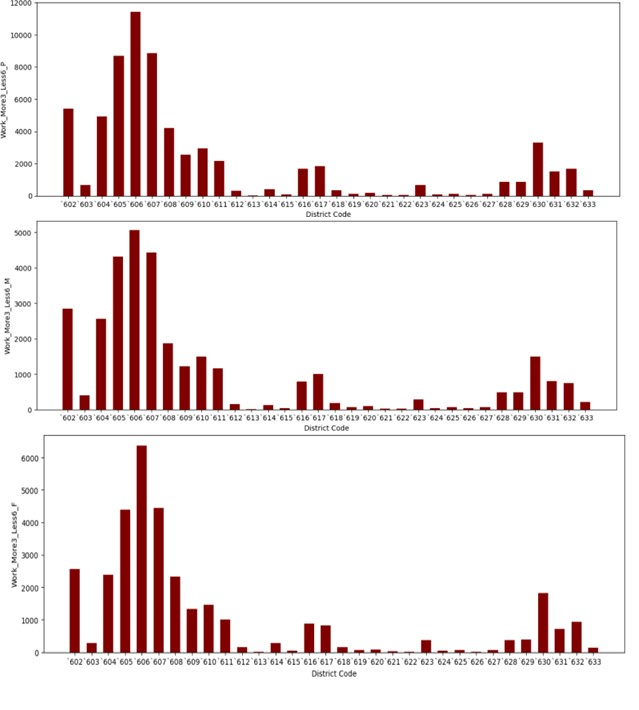 12000
10000
8000
6000
4000
2000
0
Work_More3_Less6_P
`602 `603 `604 `605 `606 `607 `608 `609 `610 `611 `612 `613 `614 `615 `616 `617 `618 `619 `620 `621 `622 `623 `624 `625 `626 `627 `628 `629 `630 `631 `632 `633
District Code
5000
4000
3000
2000
1000
0
Work_More3_Less6_M
`602 `603 `604 `605 `606 `607 `608 `609 `610 `611 `612 `613 `614 `615 `616 `617 `618 `619 `620 `621 `622 `623 `624 `625 `626 `627 `628 `629 `630 `631 `632 `633
District Code
6000
5000
4000
3000
2000
1000
0
Work_More3_Less6_F
`602 `603 `604 `605 `606 `607 `608 `609 `610 `611 `612 `613 `614 `615 `616 `617 `618 `619 `620 `621 `622 `623 `624 `625 `626 `627 `628 `629 `630 `631 `632 `633
District Code